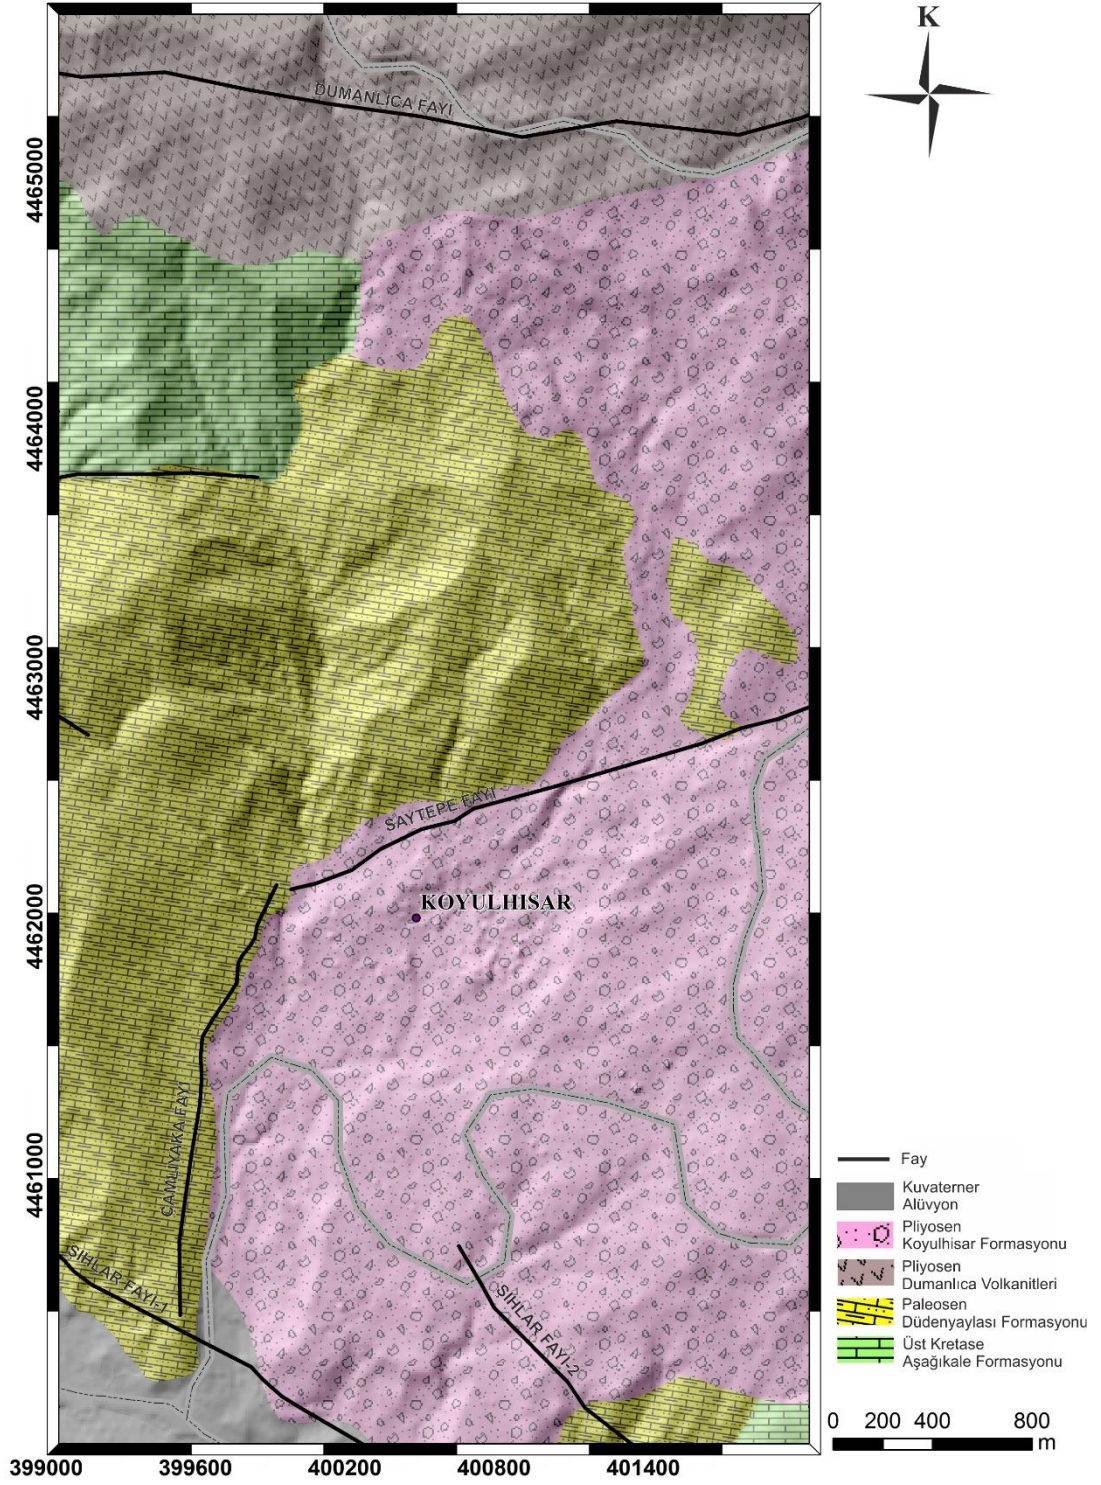 K
DUMANLICA FAYI
4465000
4464000
4463000
SAYTEPE FAYI
KOYULHISAR
4462000
ÇAMLIYAKA FAYI
4461000
SIHLAR FAYI-1
SIHLAR FAYI-2
Fay
Kuvaterner
Alüvyon
Pliyosen
Koyulhisar Formasyonu
Pliyosen
Dumanlıca Volkanitleri
Paleosen
Düdenyaylası Formasyonu
Üst Kretase
Aşağıkale Formasyonu
0 200 400 800
m
399000 399600 400200 400800 401400